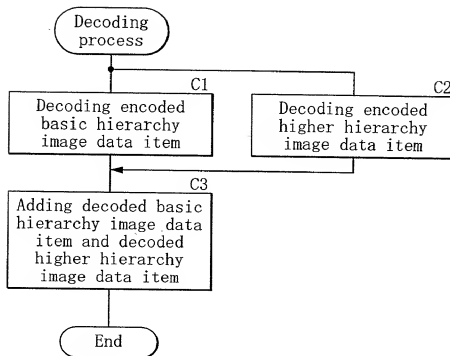 Decoding
process
C1
C2
Decoding encoded
basic hierarchy
image data item
Decoding encoded
higher hierarchy
image data item
C3
Adding decoded basic
hierarchy image data
item and decoded
higher hierarchy
image data item
End